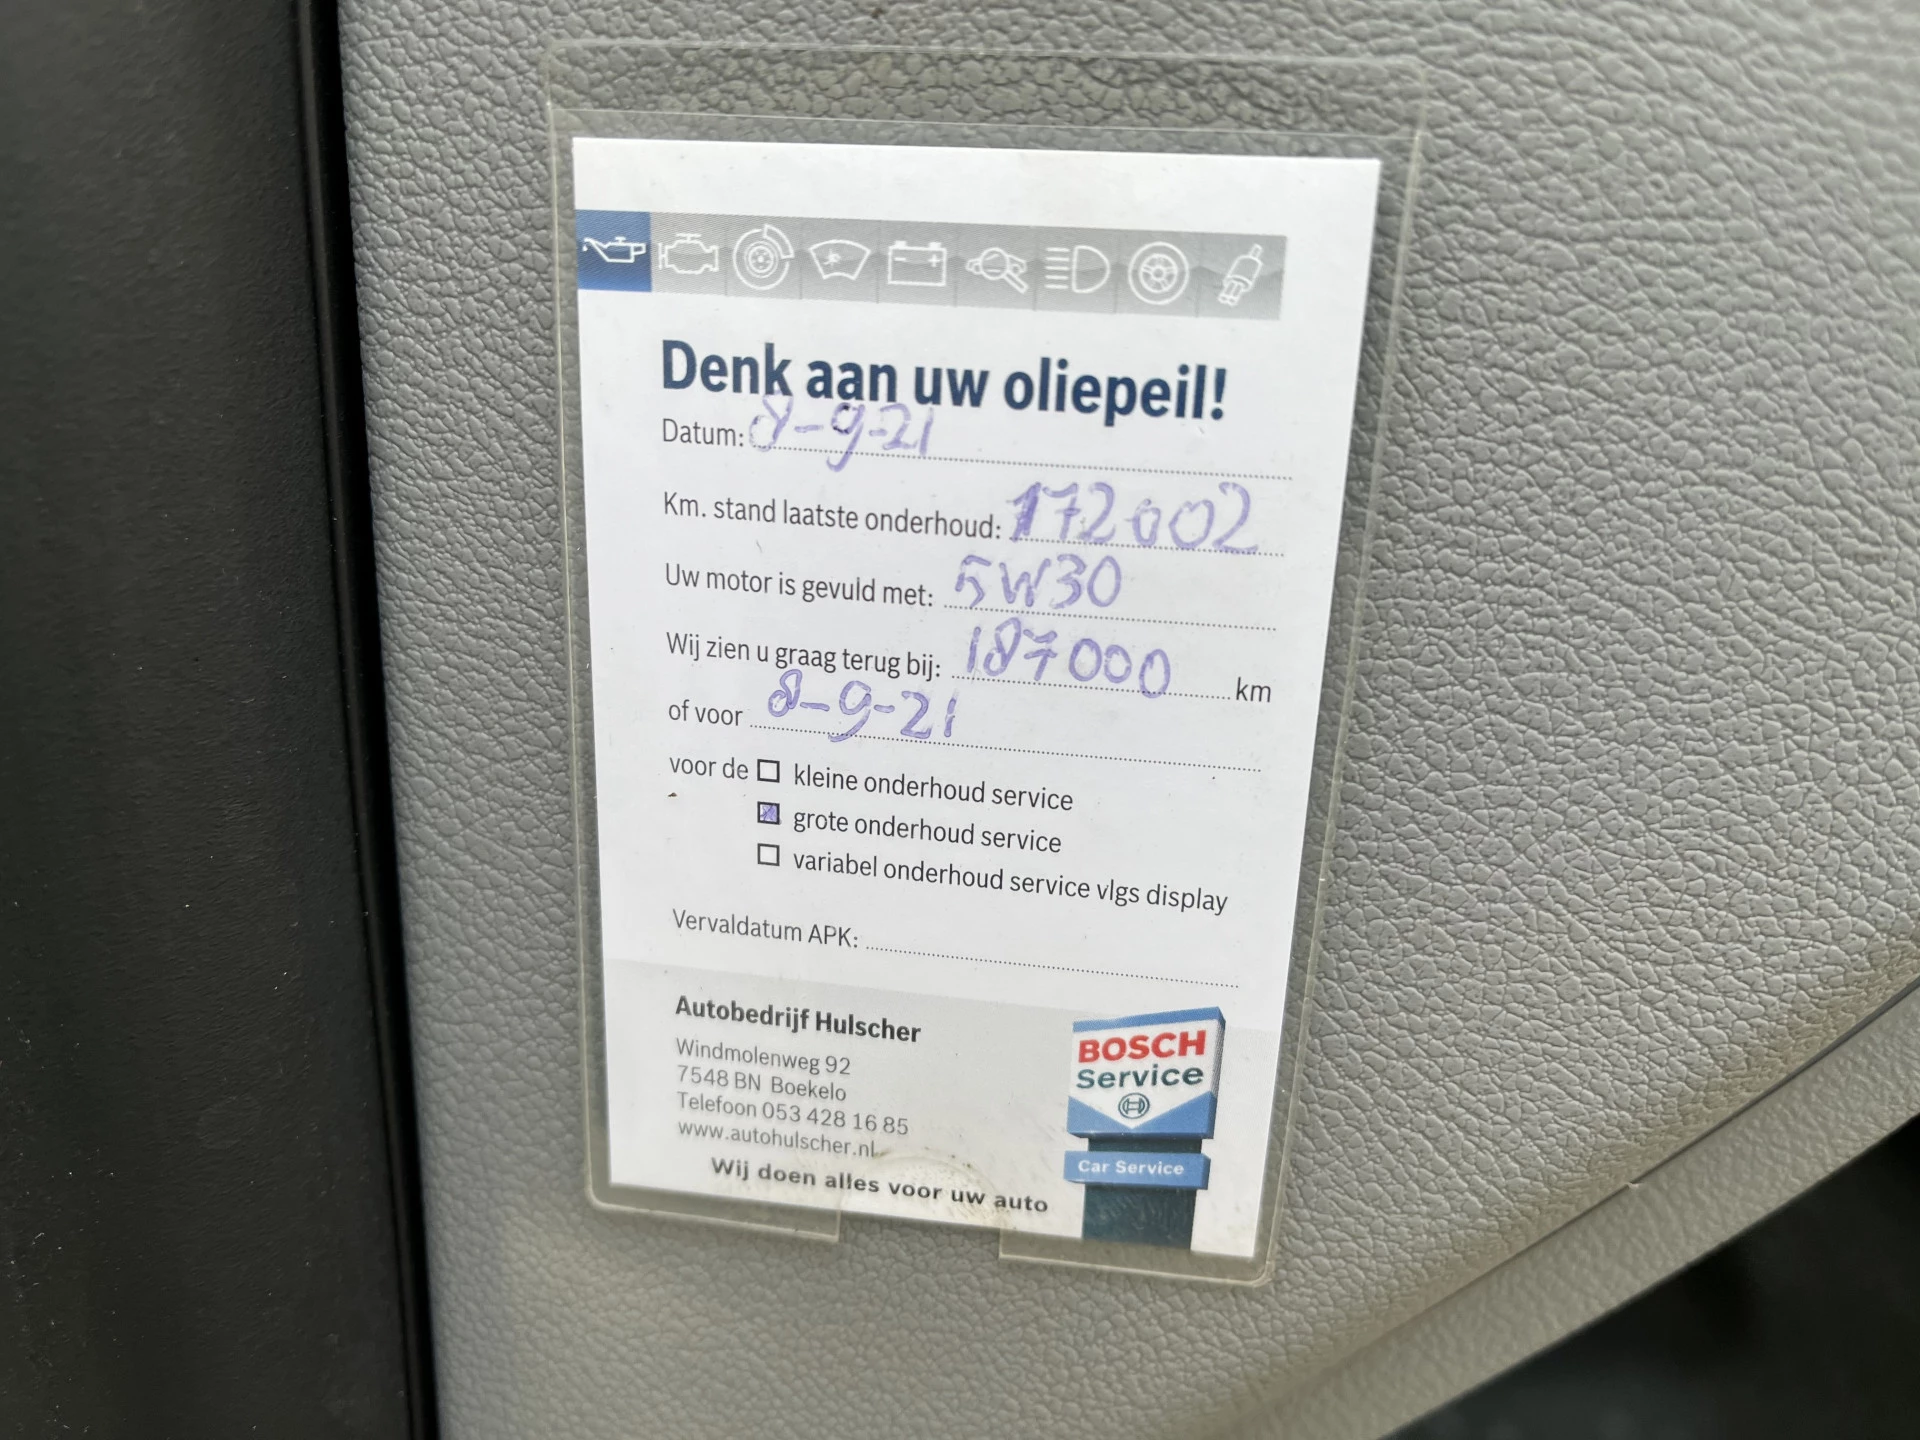 Denk aan uw oliepeil!
Datum: 8-9-21
Km. stand laatste onderhoud: 172002
Uw motor is gevuld met: 5W30
Wij zien u graag terug bij: 187000 km
of voor 8-9-21
voor de kleine onderhoud service
grote onderhoud service
variabel onderhoud service vlgs display
Vervaldatum APK:
Autobedrijf Hulscher
Windmolenweg 92
7548 BN Boekelo
Telefoon 053 428 16 85
www.autohulscher.nl
Wij doen alles voor uw auto
BOSCH
Service
Car Service